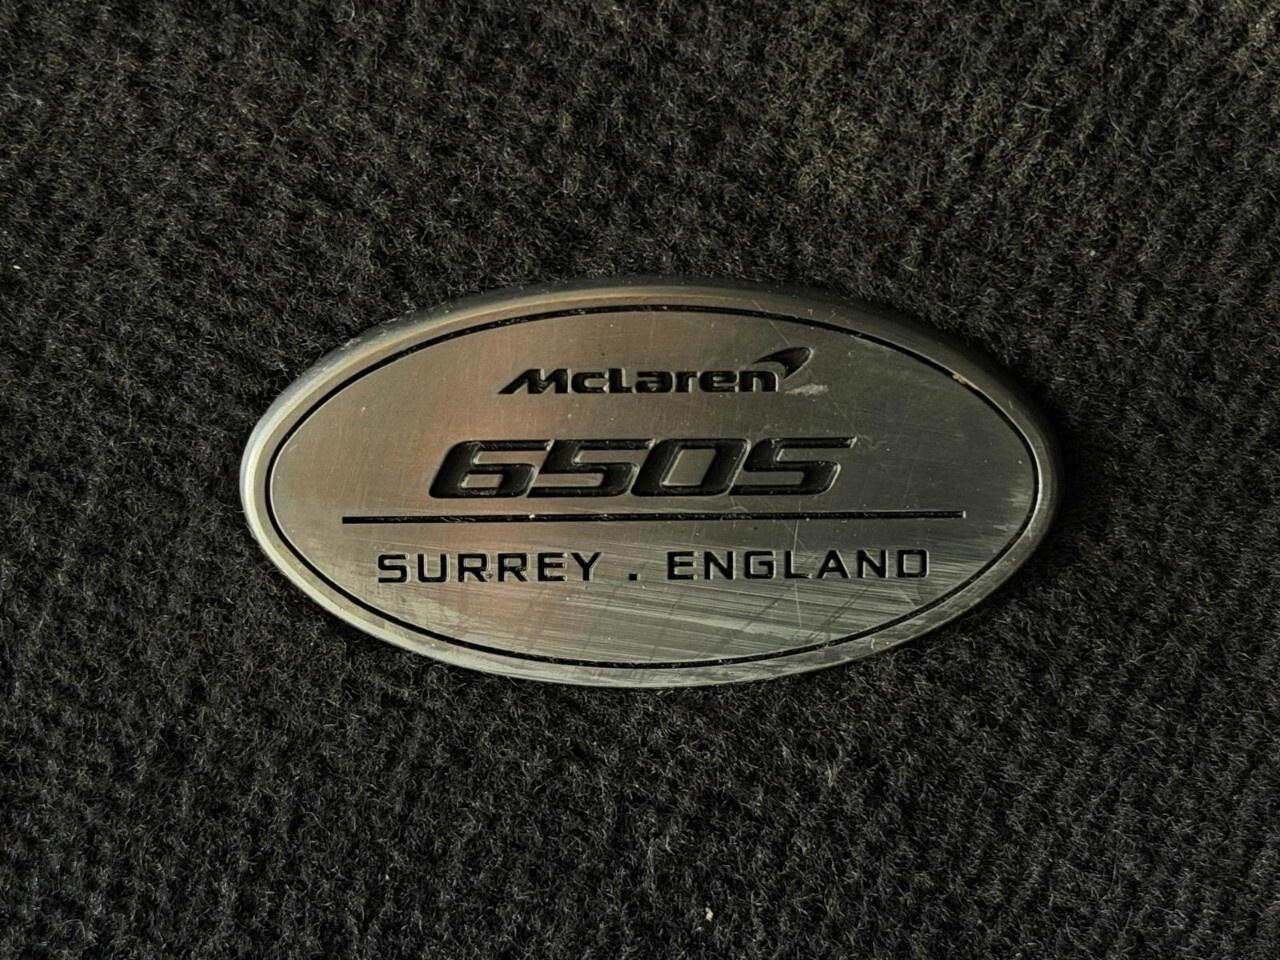 McLaren
650S
SURREY . ENGLAND